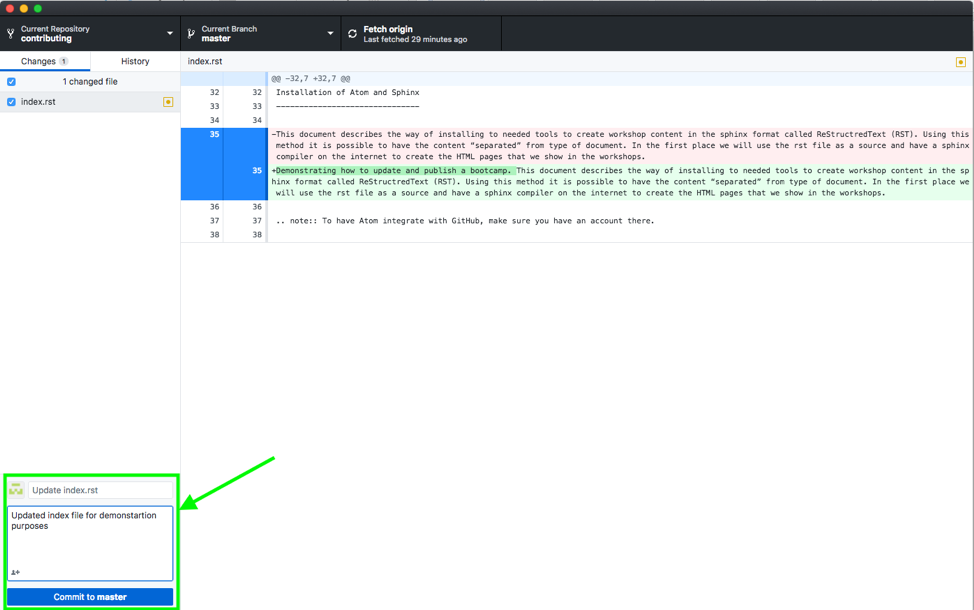 Current Repository
contributing
Current Branch
master
Fetch origin
Last fetched 29 minutes ago
Changes 1
History
index.rst
1 changed file
index.rst
@@ -32,7 +32,7 @@
32 32 Installation of Atom and Sphinx
33 33 -------------------------------
34 34
35 -This document describes the way of installing to needed tools to create workshop content in the sphinx format called ReStructredText (RST). Using this
method it is possible to have the content “separated” from type of document. In the first place we will use the rst file as a source and have a sphinx
compiler on the internet to create the HTML pages that we show in the workshops.
35 +Demonstrating how to update and publish a bootcamp. This document describes the way of installing to needed tools to create workshop content in the sp
hinx format called ReStructredText (RST). Using this method it is possible to have the content “separated” from type of document. In the first place we
will use the rst file as a source and have a sphinx compiler on the internet to create the HTML pages that we show in the workshops.
36 36
37 37 .. note:: To have Atom integrate with GitHub, make sure you have an account there.
38 38
Update index.rst
Updated index file for demonstartion
purposes
Commit to master